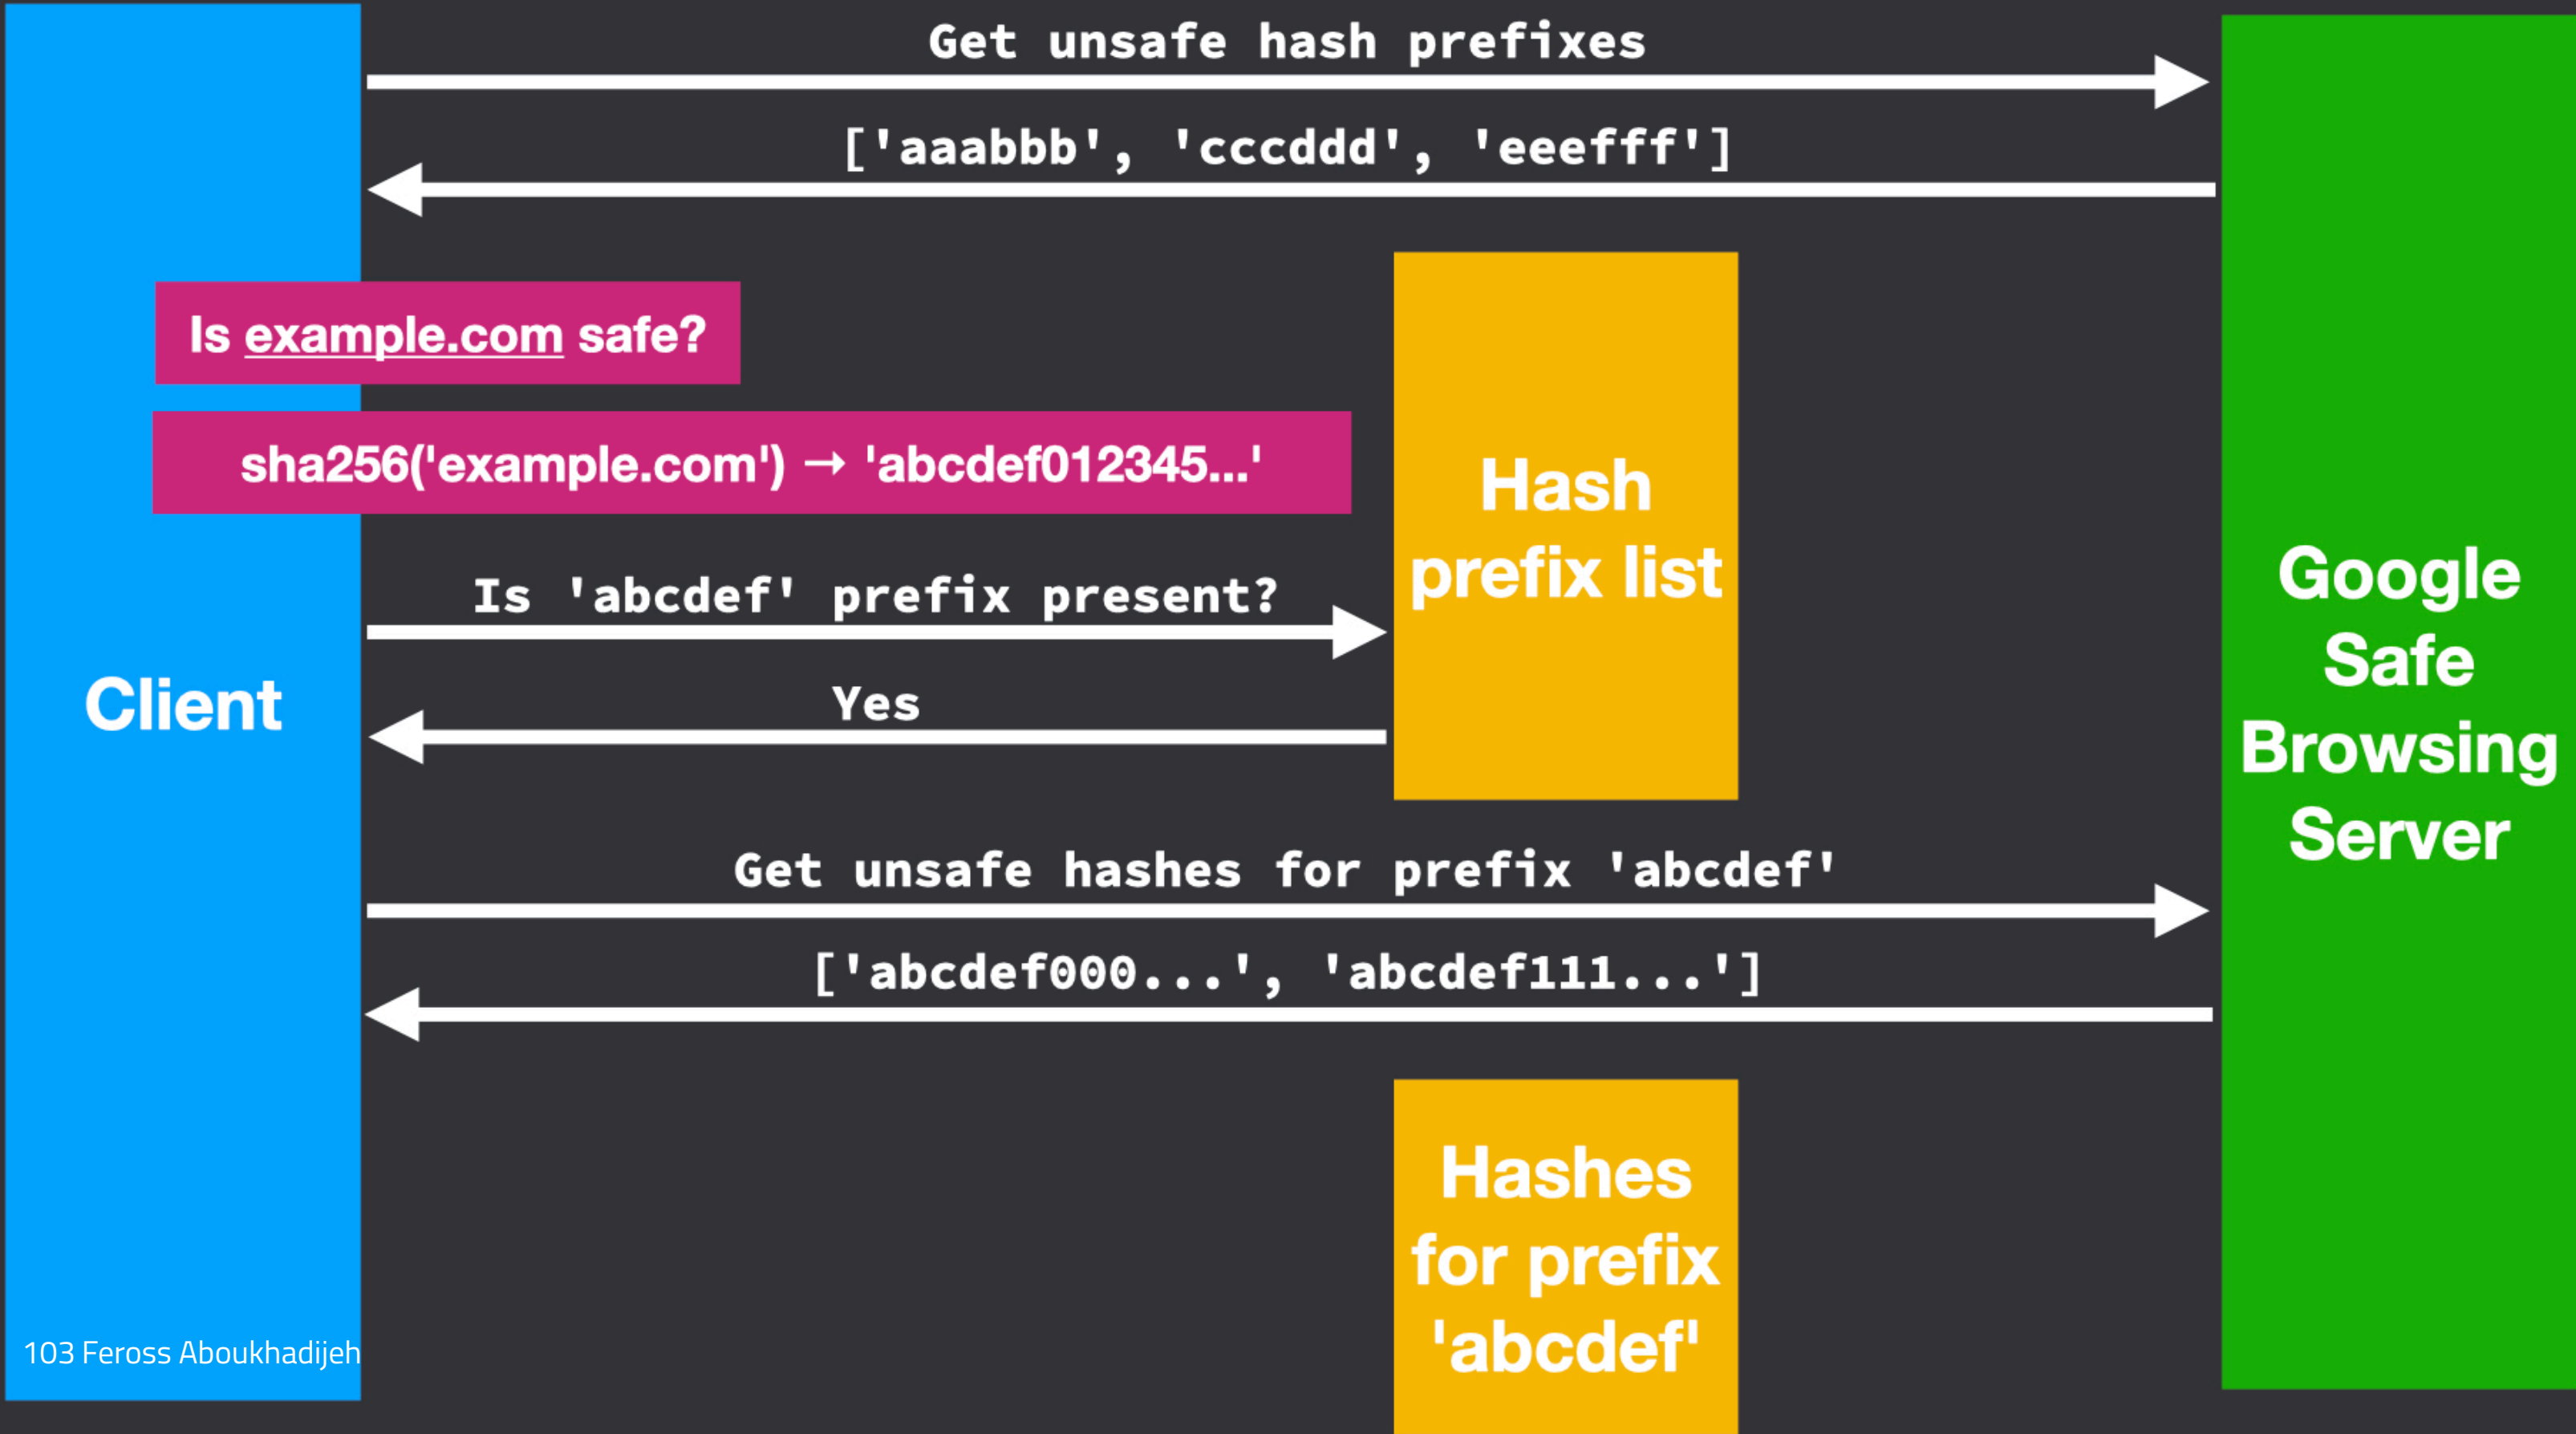 Get unsafe hash prefixes
['aaabbb', 'cccddd', 'eeefff']
Is example.com safe?
sha256('example.com') → 'abcdef012345...'
Hash
prefix list
Is 'abcdef' prefix present?
Yes
Client
Google
Safe
Browsing
Server
Get unsafe hashes for prefix 'abcdef'
['abcdef000...', 'abcdef111...']
Hashes
for prefix
'abcdef'
103 Feross Aboukhadijeh